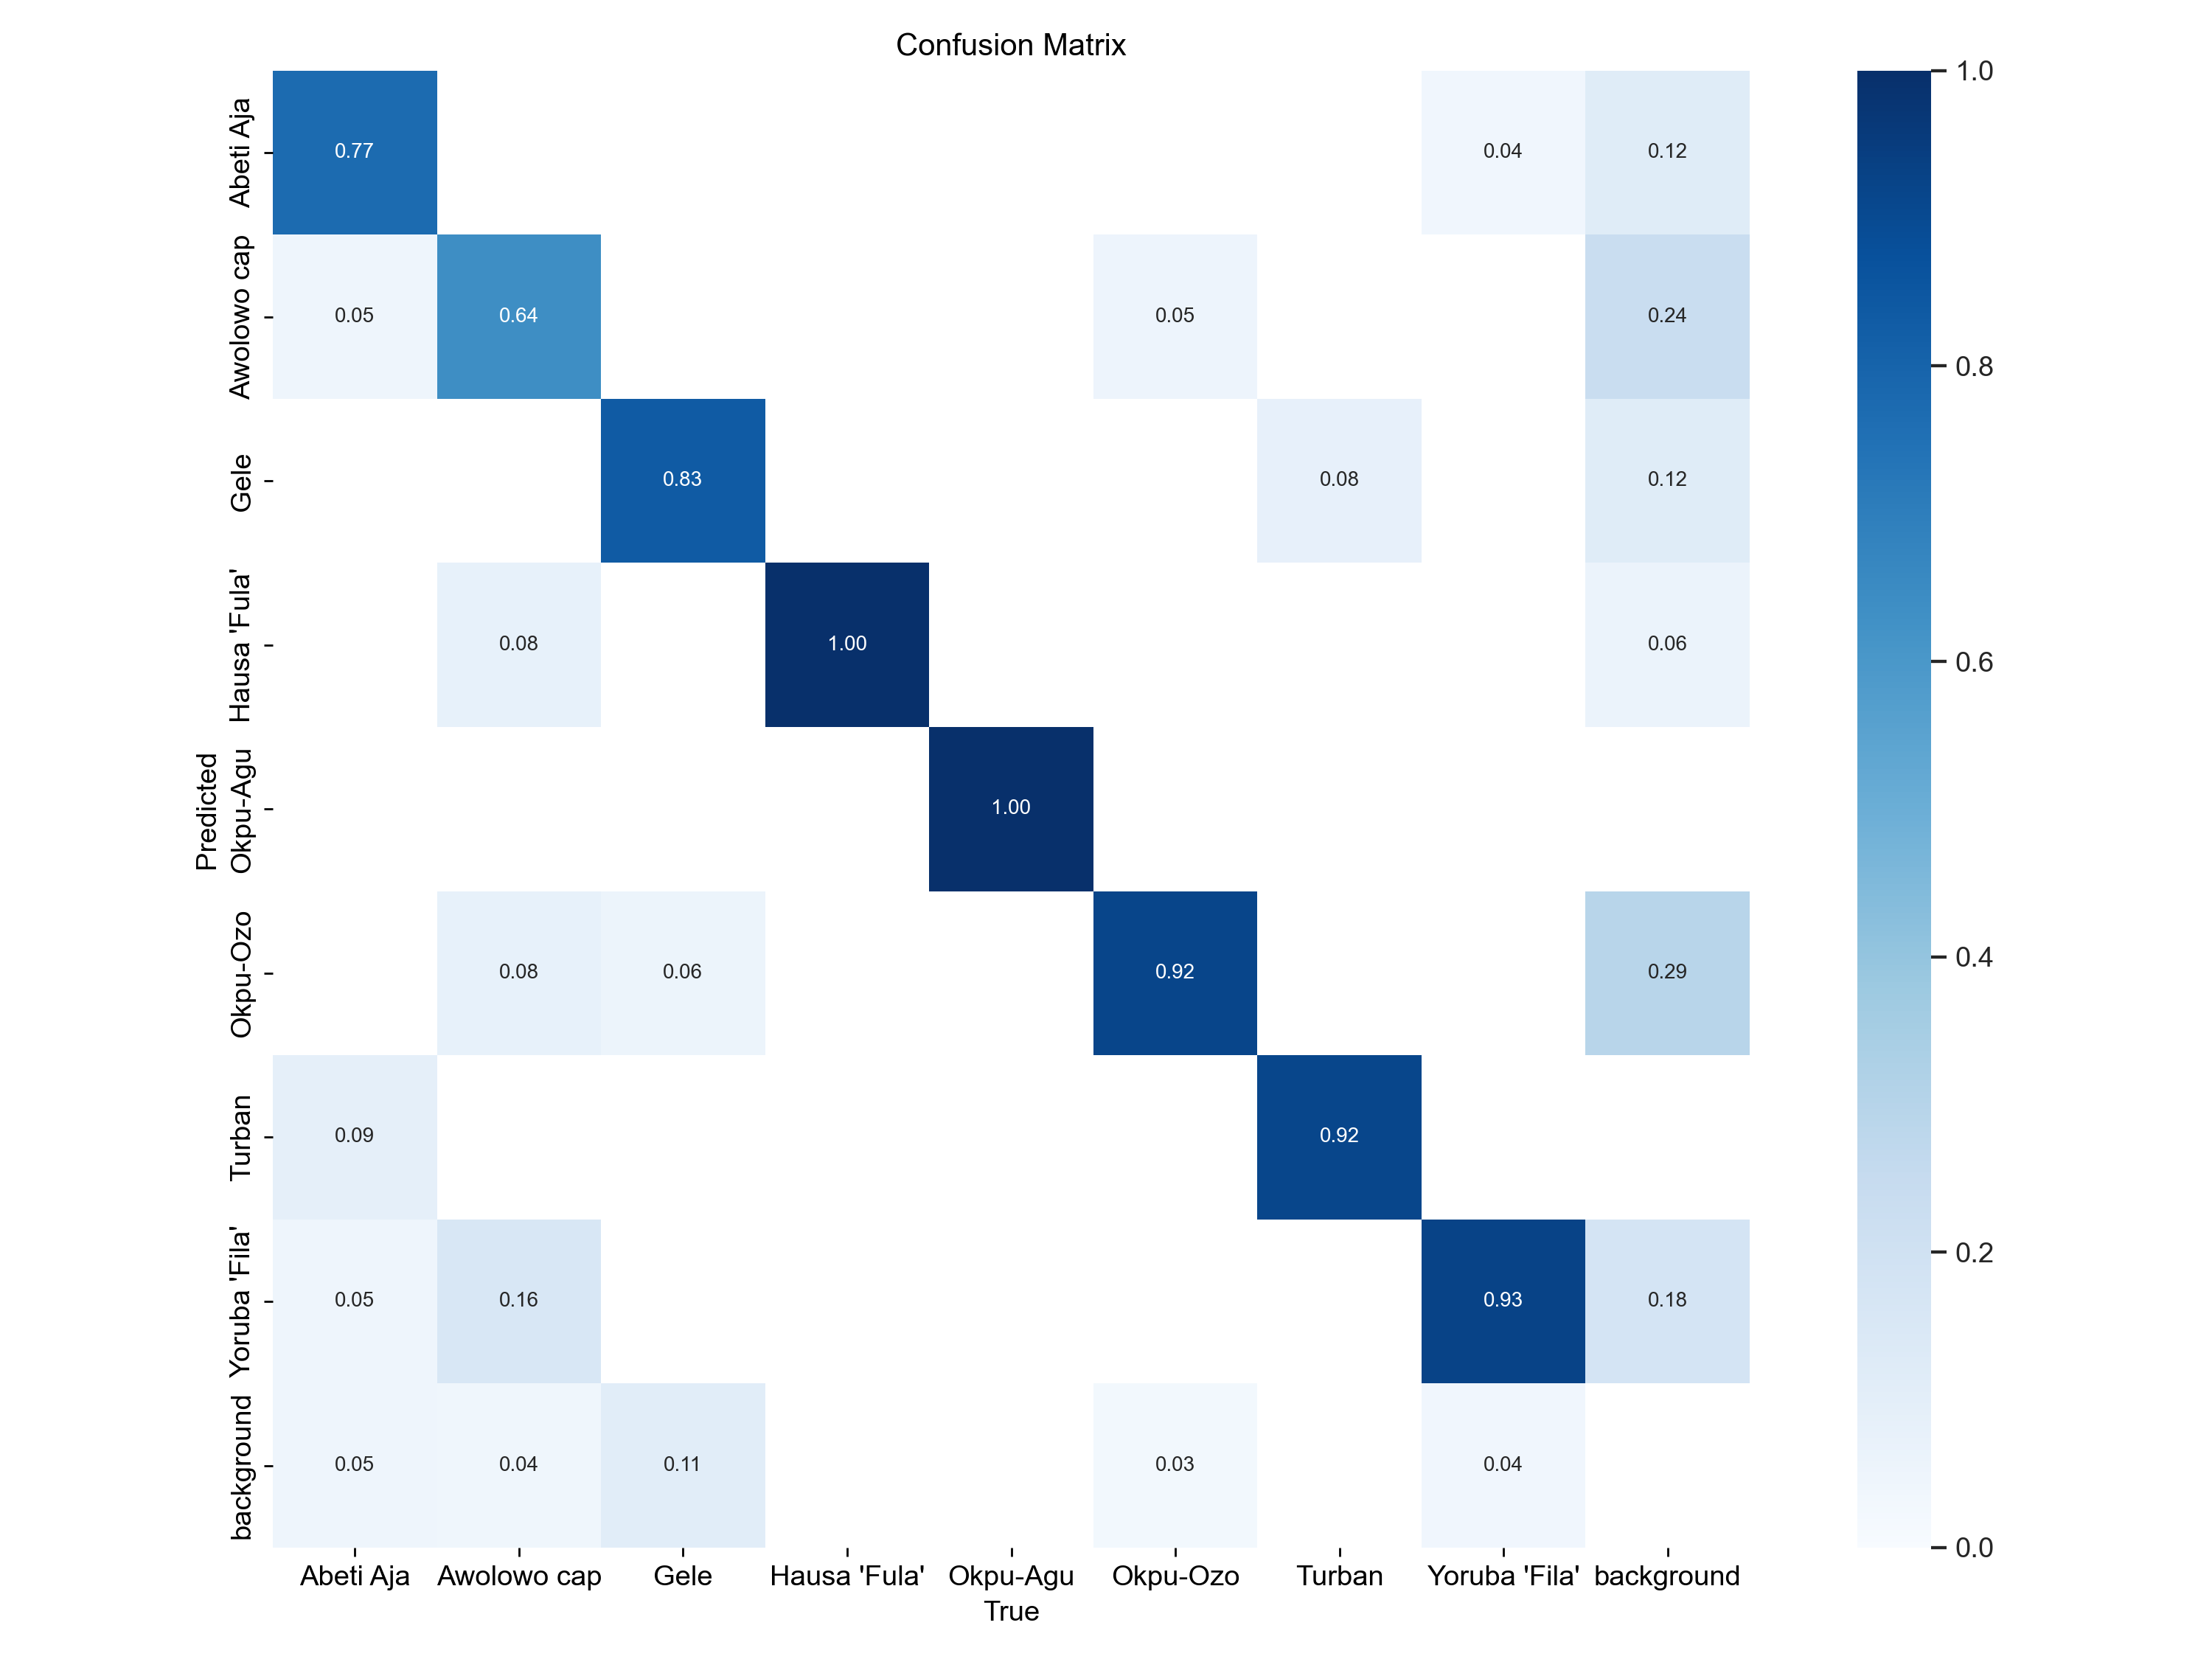 Confusion Matrix
Predicted
Abeti Aja
0.77
0.04
0.12
Awolowo cap
0.05
0.64
0.05
0.24
Gele
0.83
0.08
0.12
Hausa 'Fula'
0.08
1.00
0.06
Okpu-Agu
1.00
Okpu-Ozo
0.08
0.06
0.92
0.29
Turban
0.09
0.92
Yoruba 'Fila'
0.05
0.16
0.93
0.18
background
0.05
0.04
0.11
0.03
0.04
Abeti Aja
Awolowo cap
Gele
Hausa 'Fula'
Okpu-Agu
Okpu-Ozo
Turban
Yoruba 'Fila'
background
True
1.0
0.8
0.6
0.4
0.2
0.0